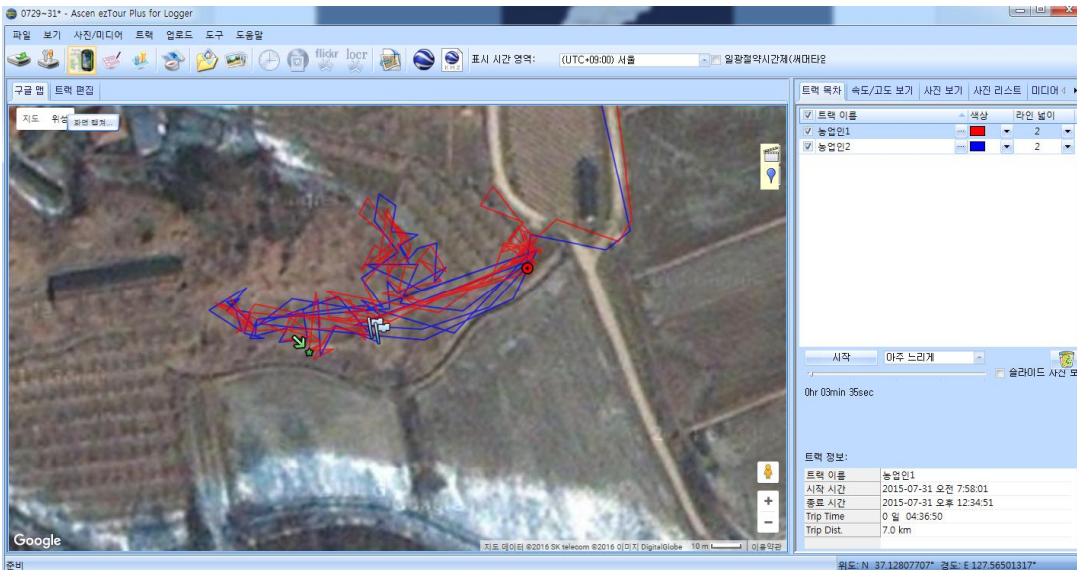 0729~31* - Ascen ezTour Plus for Logger
파일 보기 사진/미디어 트랙 업로드 도구 도움말
flickr locr KMZ 표시 시간 영역: (UTC+09:00) 서울 일광절약시간제(써머타임
구글 맵 트랙 편집
트랙 목차 속도/고도 보기 사진 보기 사진 리스트 미디어
지도 위성
화면 캡쳐...
트랙 이름 색상 라인 넓이
농업인1 2
농업인2 2
시작 아주 느리게
슬라이드 사진 모
0hr 03min 35sec
트랙 정보:
트랙 이름 농업인1
시작 시간 2015-07-31 오전 7:58:01
종료 시간 2015-07-31 오후 12:34:51
Trip Time 0 일 04:36:50
Trip Dist. 7.0 km
Google
지도 데이터 ©2016 SK telecom ©2016 이미지 DigitalGlobe 10 m 이용약관
준비
위도: N 37.12807707° 경도: E 127.56501317°